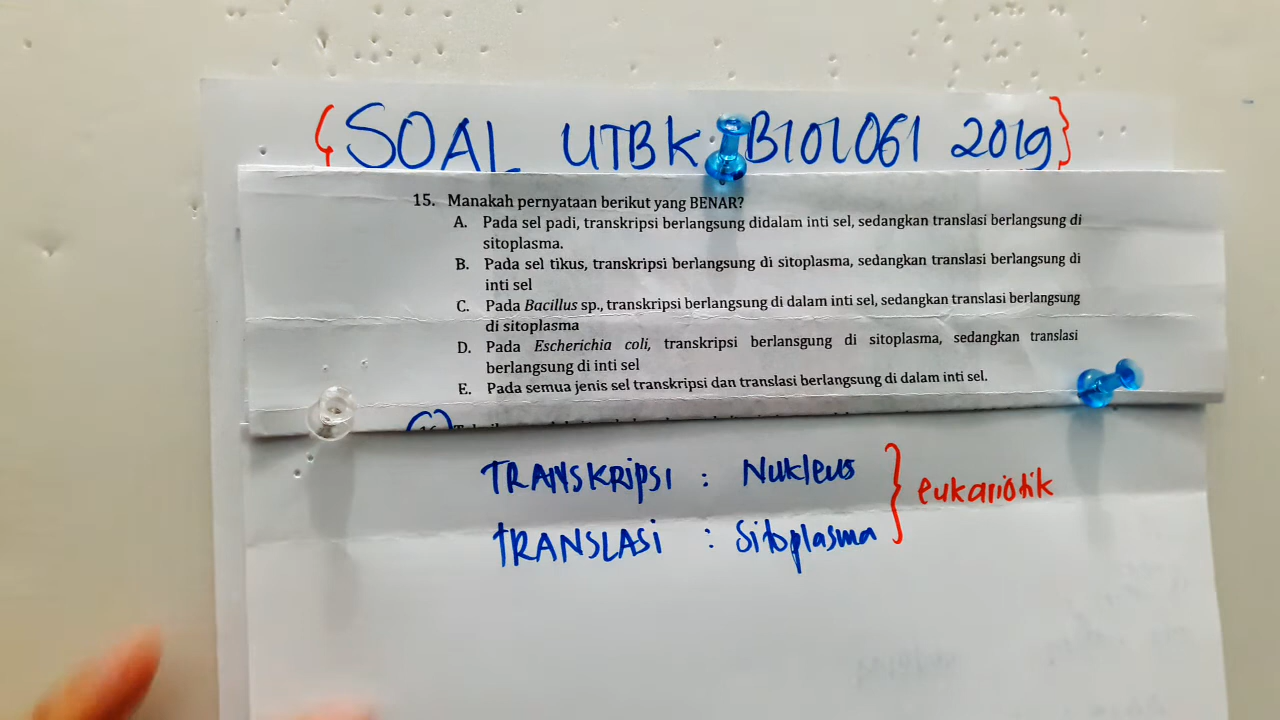 {SOAL UTBK BIOLOGI 2019}
15. Manakah pernyataan berikut yang BENAR?
A. Pada sel padi, transkripsi berlangsung didalam inti sel, sedangkan translasi berlangsung di
sitoplasma.
B. Pada sel tikus, transkripsi berlangsung di sitoplasma, sedangkan translasi berlangsung di
inti sel
C. Pada Bacillus sp., transkripsi berlangsung di dalam inti sel, sedangkan translasi berlangsung
di sitoplasma
D. Pada Escherichia coli, transkripsi berlansgung di sitoplasma, sedangkan translasi
berlangsung di inti sel
E. Pada semua jenis sel transkripsi dan translasi berlangsung di dalam inti sel.
TRANSKRIPSI : Nukleus
TRANSLASI : Sitoplasma
} eukariotik